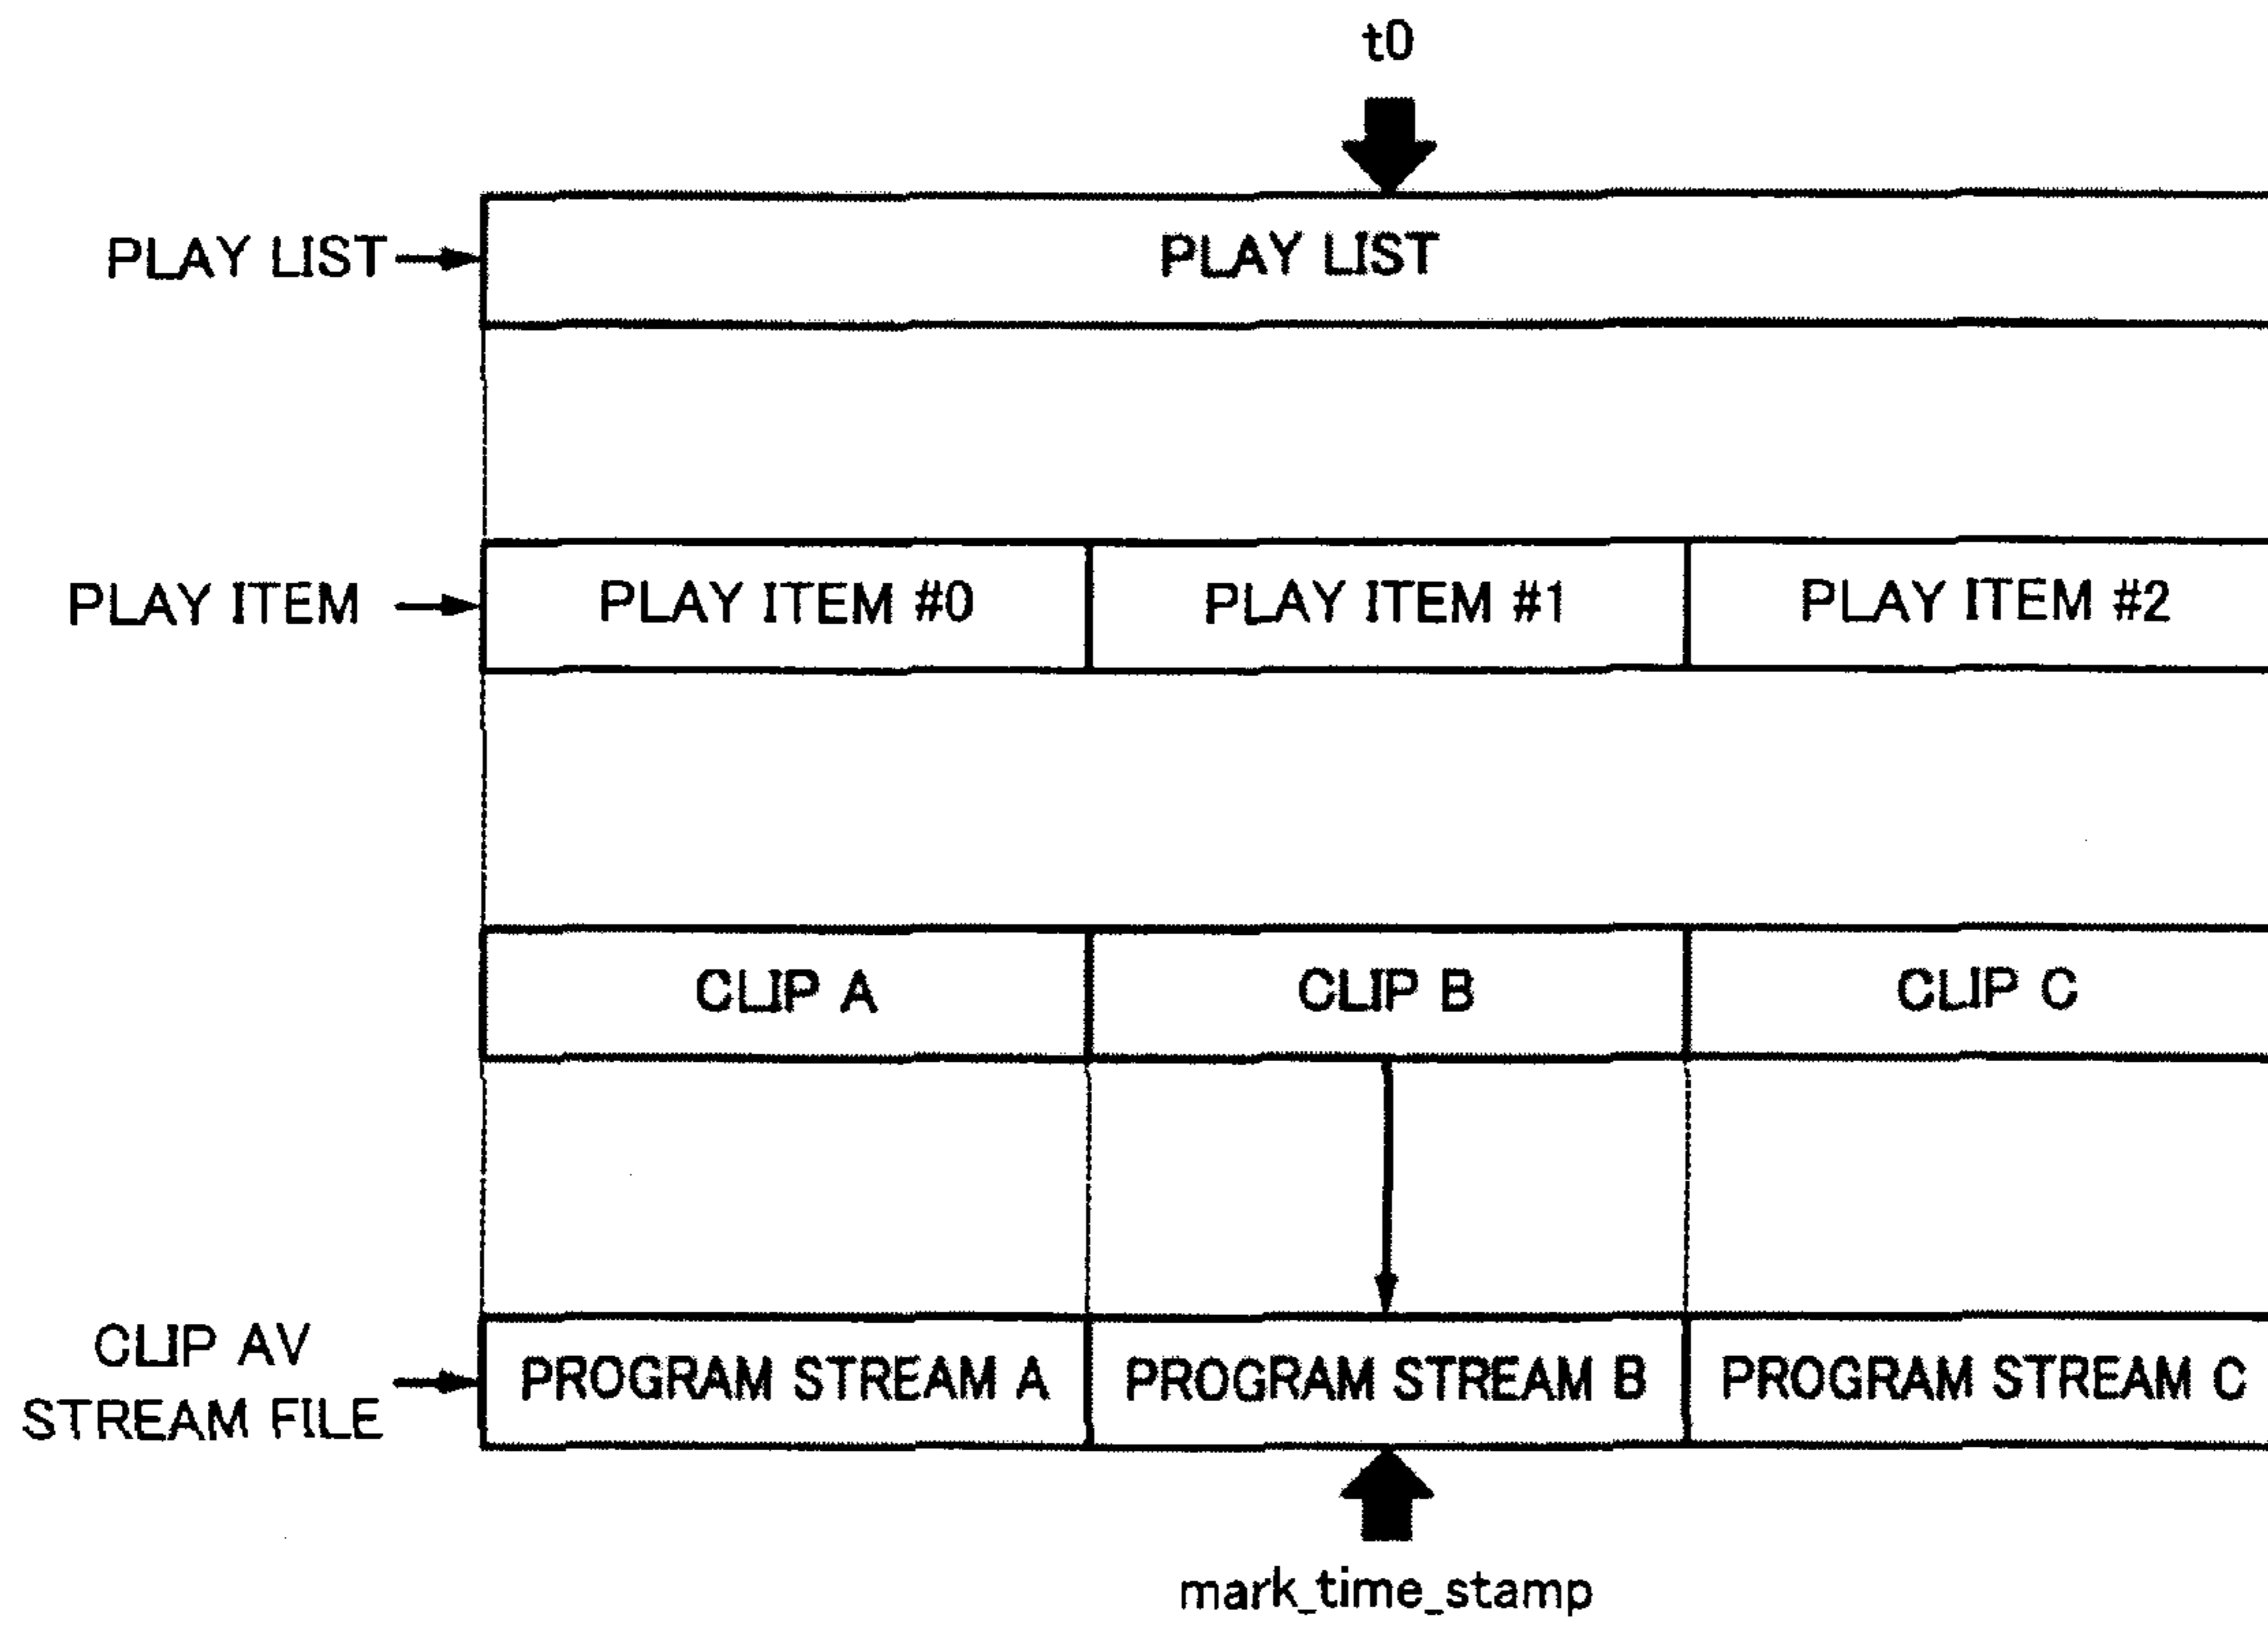 t0
PLAY LIST
PLAY LIST
PLAY ITEM
PLAY ITEM #0
PLAY ITEM #1
PLAY ITEM #2
CLIP A
CLIP B
CLIP C
CLIP AV
STREAM FILE
PROGRAM STREAM A
PROGRAM STREAM B
PROGRAM STREAM C
mark_time_stamp